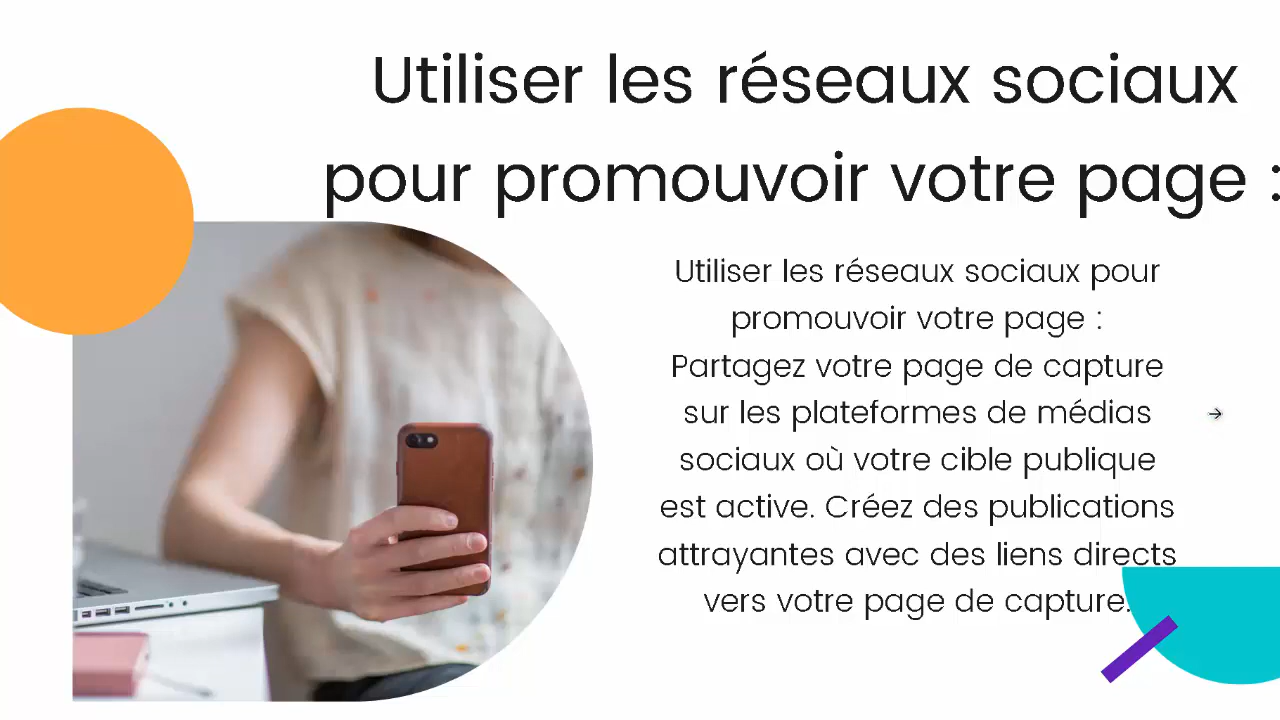 Utiliser les réseaux sociaux
pour promouvoir votre page :
Utiliser les réseaux sociaux pour
promouvoir votre page :
Partagez votre page de capture
sur les plateformes de médias
sociaux où votre cible publique
est active. Créez des publications
attrayantes avec des liens directs
vers votre page de capture.